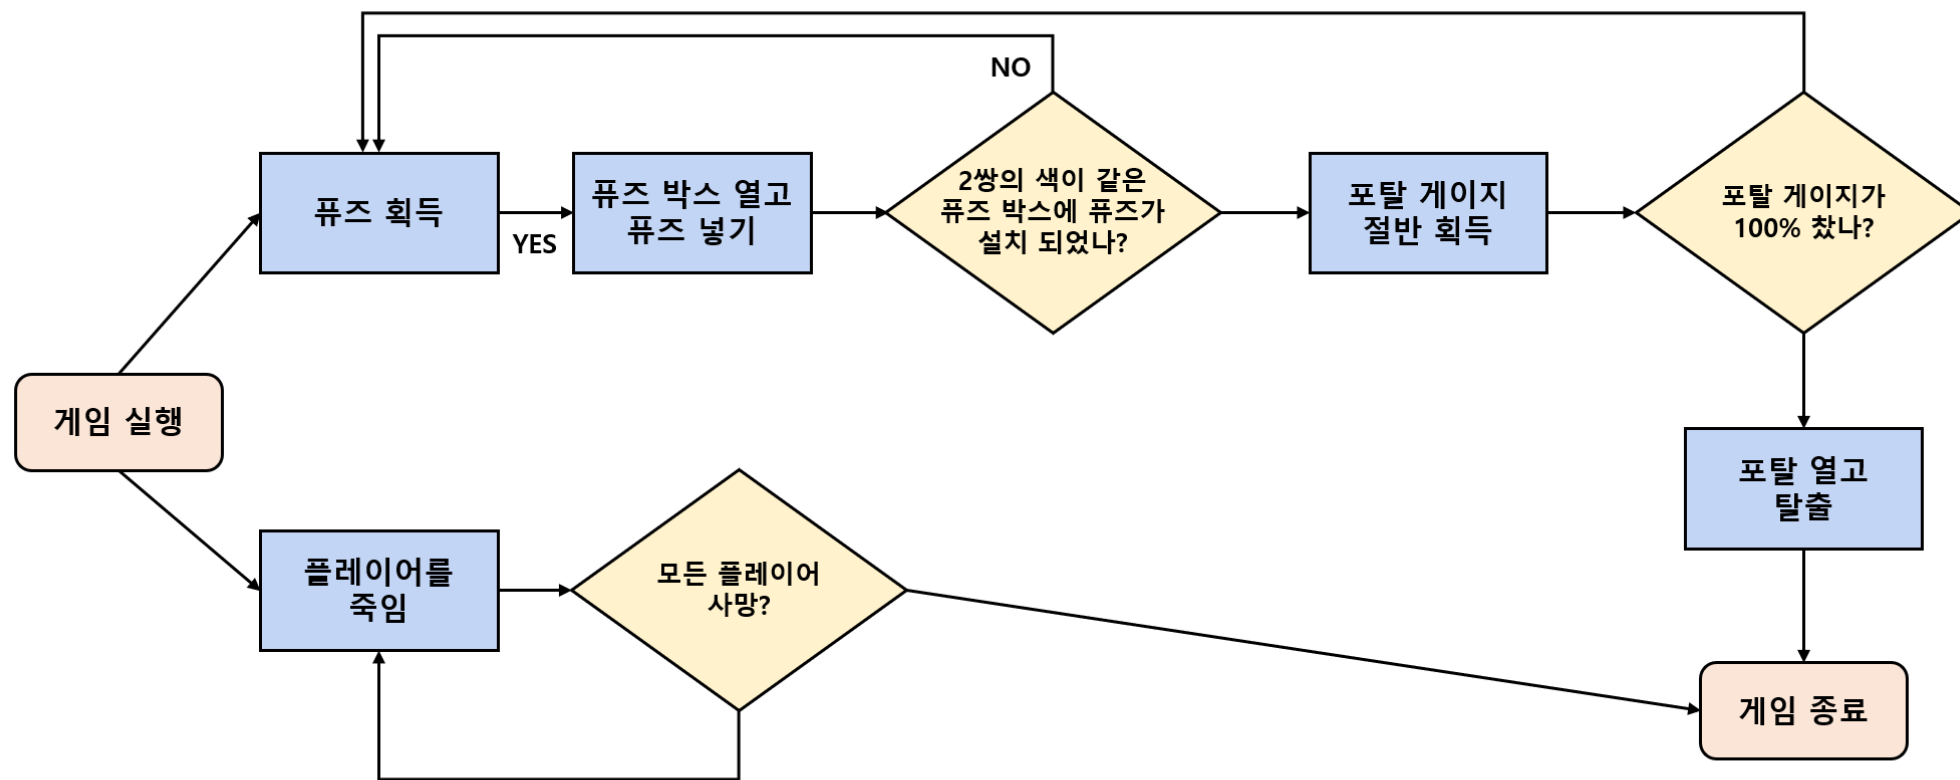 NO
퓨즈 획득
YES
퓨즈 박스 열고
퓨즈 넣기
2쌍의 색이 같은
퓨즈 박스에 퓨즈가
설치 되었나?
포탈 게이지
절반 획득
포탈 게이지가
100% 찼나?
게임 실행
포탈 열고
탈출
플레이어를
죽임
모든 플레이어
사망?
게임 종료